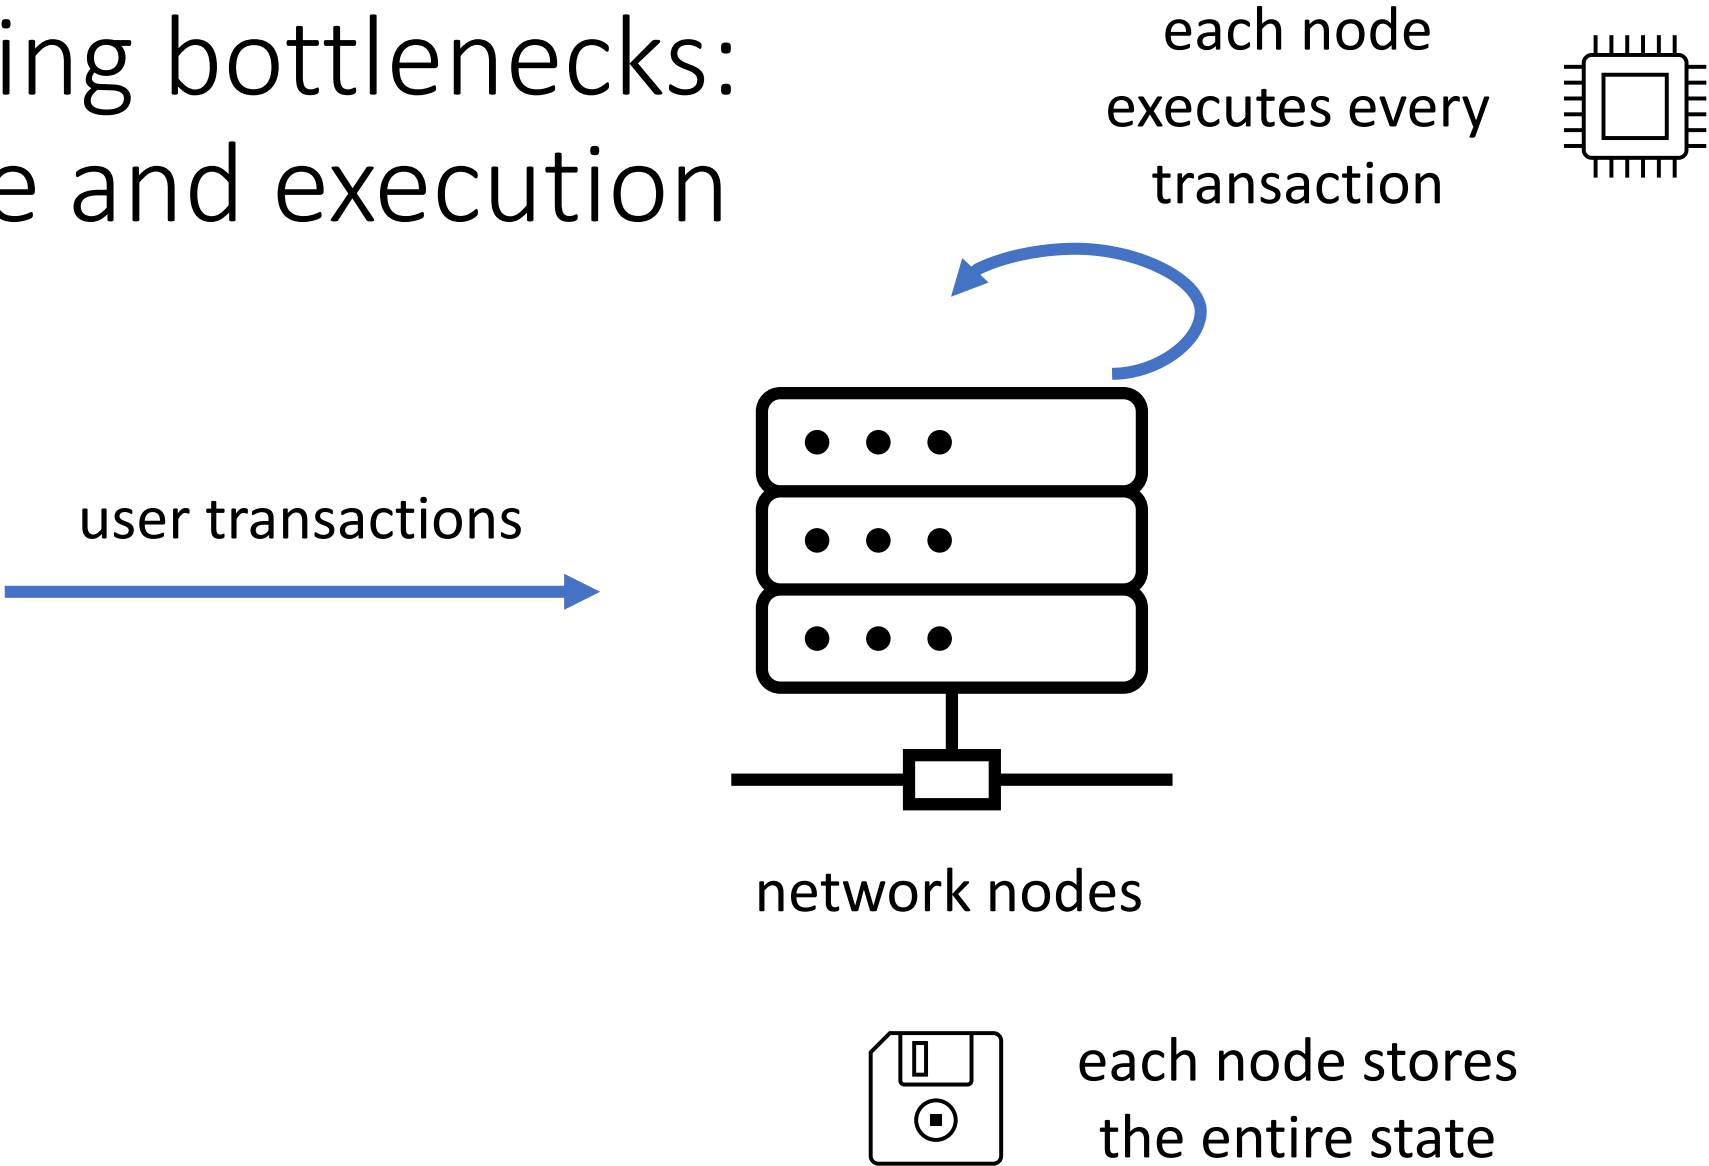 ing bottlenecks:
e and execution
each node
executes every
transaction
user transactions
network nodes
each node stores
the entire state